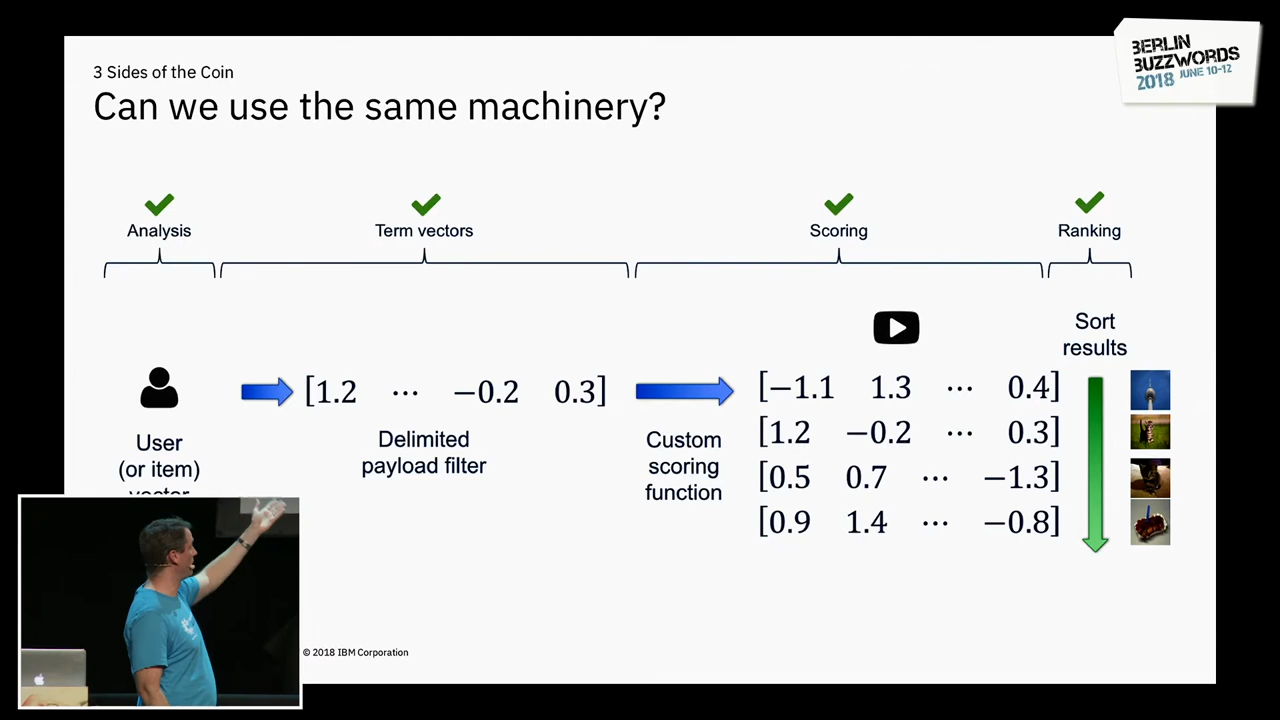 BERLIN
BUZZWORDS
2018 JUNE 10-12
3 Sides of the Coin
Can we use the same machinery?
Analysis
Term vectors
Scoring
Ranking
Sort
results
[1.2 ⋯ −0.2 0.3]
[−1.1 1.3 ⋯ 0.4]
[1.2 −0.2 ⋯ 0.3]
[0.5 0.7 ⋯ −1.3]
[0.9 1.4 ⋯ −0.8]
User
(or item)
vector
Delimited
payload filter
Custom
scoring
function
© 2018 IBM Corporation